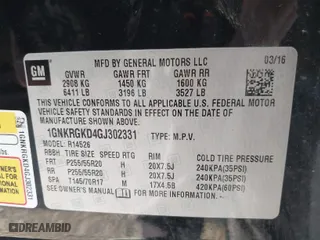 GM
MFD BY GENERAL MOTORS LLC
03/16
GVWR GAWR FRT GAWR RR
2908 KG 1450 KG 1600 KG
6411 LB 3196 LB 3527 LB
THIS VEHICLE CONFORMS TO ALL APPLICABLE U.S. FEDERAL MOTOR
VEHICLE SAFETY STANDARDS IN EFFECT ON THE DATE OF
MANUFACTURE SHOWN ABOVE.
1GNKRGKD4GJ302331 TYPE: M.P.V.
MODEL: R14526
TIRE SIZE SPEED RTG RIM COLD TIRE PRESSURE
FRT P255/55R20 H 20X7.5J 240KPA(35PSI)
RR P255/55R20 H 20X7.5J 240KPA(35PSI)
SPA T145/70R17 M 17X4.5B 420KPA(60PSI)
SEE OWNER'S MANUAL FOR
1GNKRGKD4GJ302331
© DREAMBID